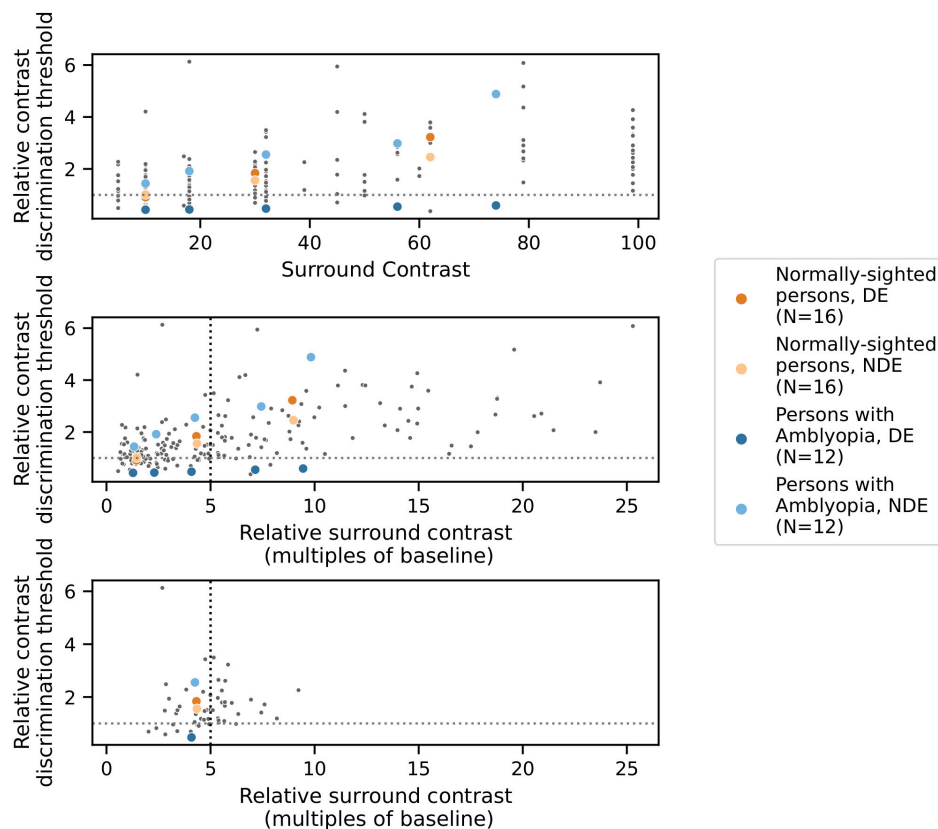 Relative contrast
discrimination threshold
6
4
2
20
40
60
80
100
Surround Contrast
Relative contrast
discrimination threshold
6
4
2
0
5
10
15
20
25
Relative surround contrast
(multiples of baseline)
Relative contrast
discrimination threshold
6
4
2
0
5
10
15
20
25
Relative surround contrast
(multiples of baseline)
Normally-sighted
persons, DE
(N=16)
Normally-sighted
persons, NDE
(N=16)
Persons with
Amblyopia, DE
(N=12)
Persons with
Amblyopia, NDE
(N=12)